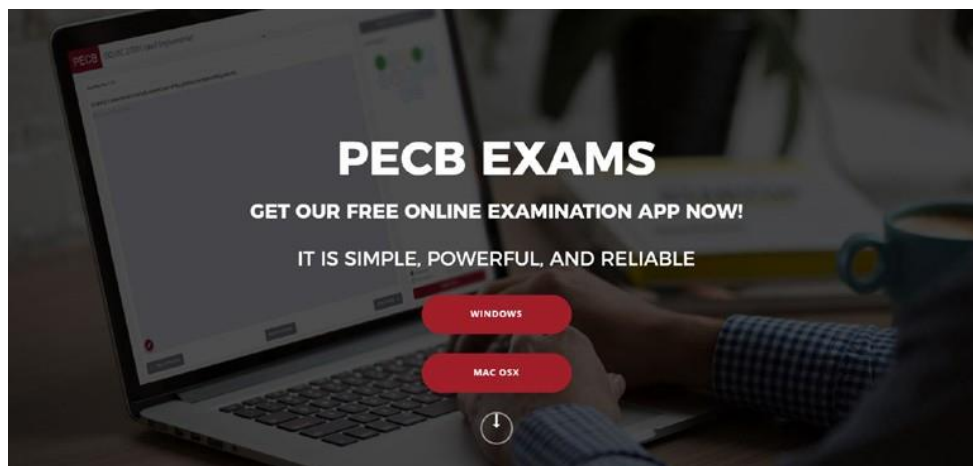 PECB
PECB EXAMS
GET OUR FREE ONLINE EXAMINATION APP NOW!
IT IS SIMPLE, POWERFUL, AND RELIABLE
WINDOWS
MAC OSX